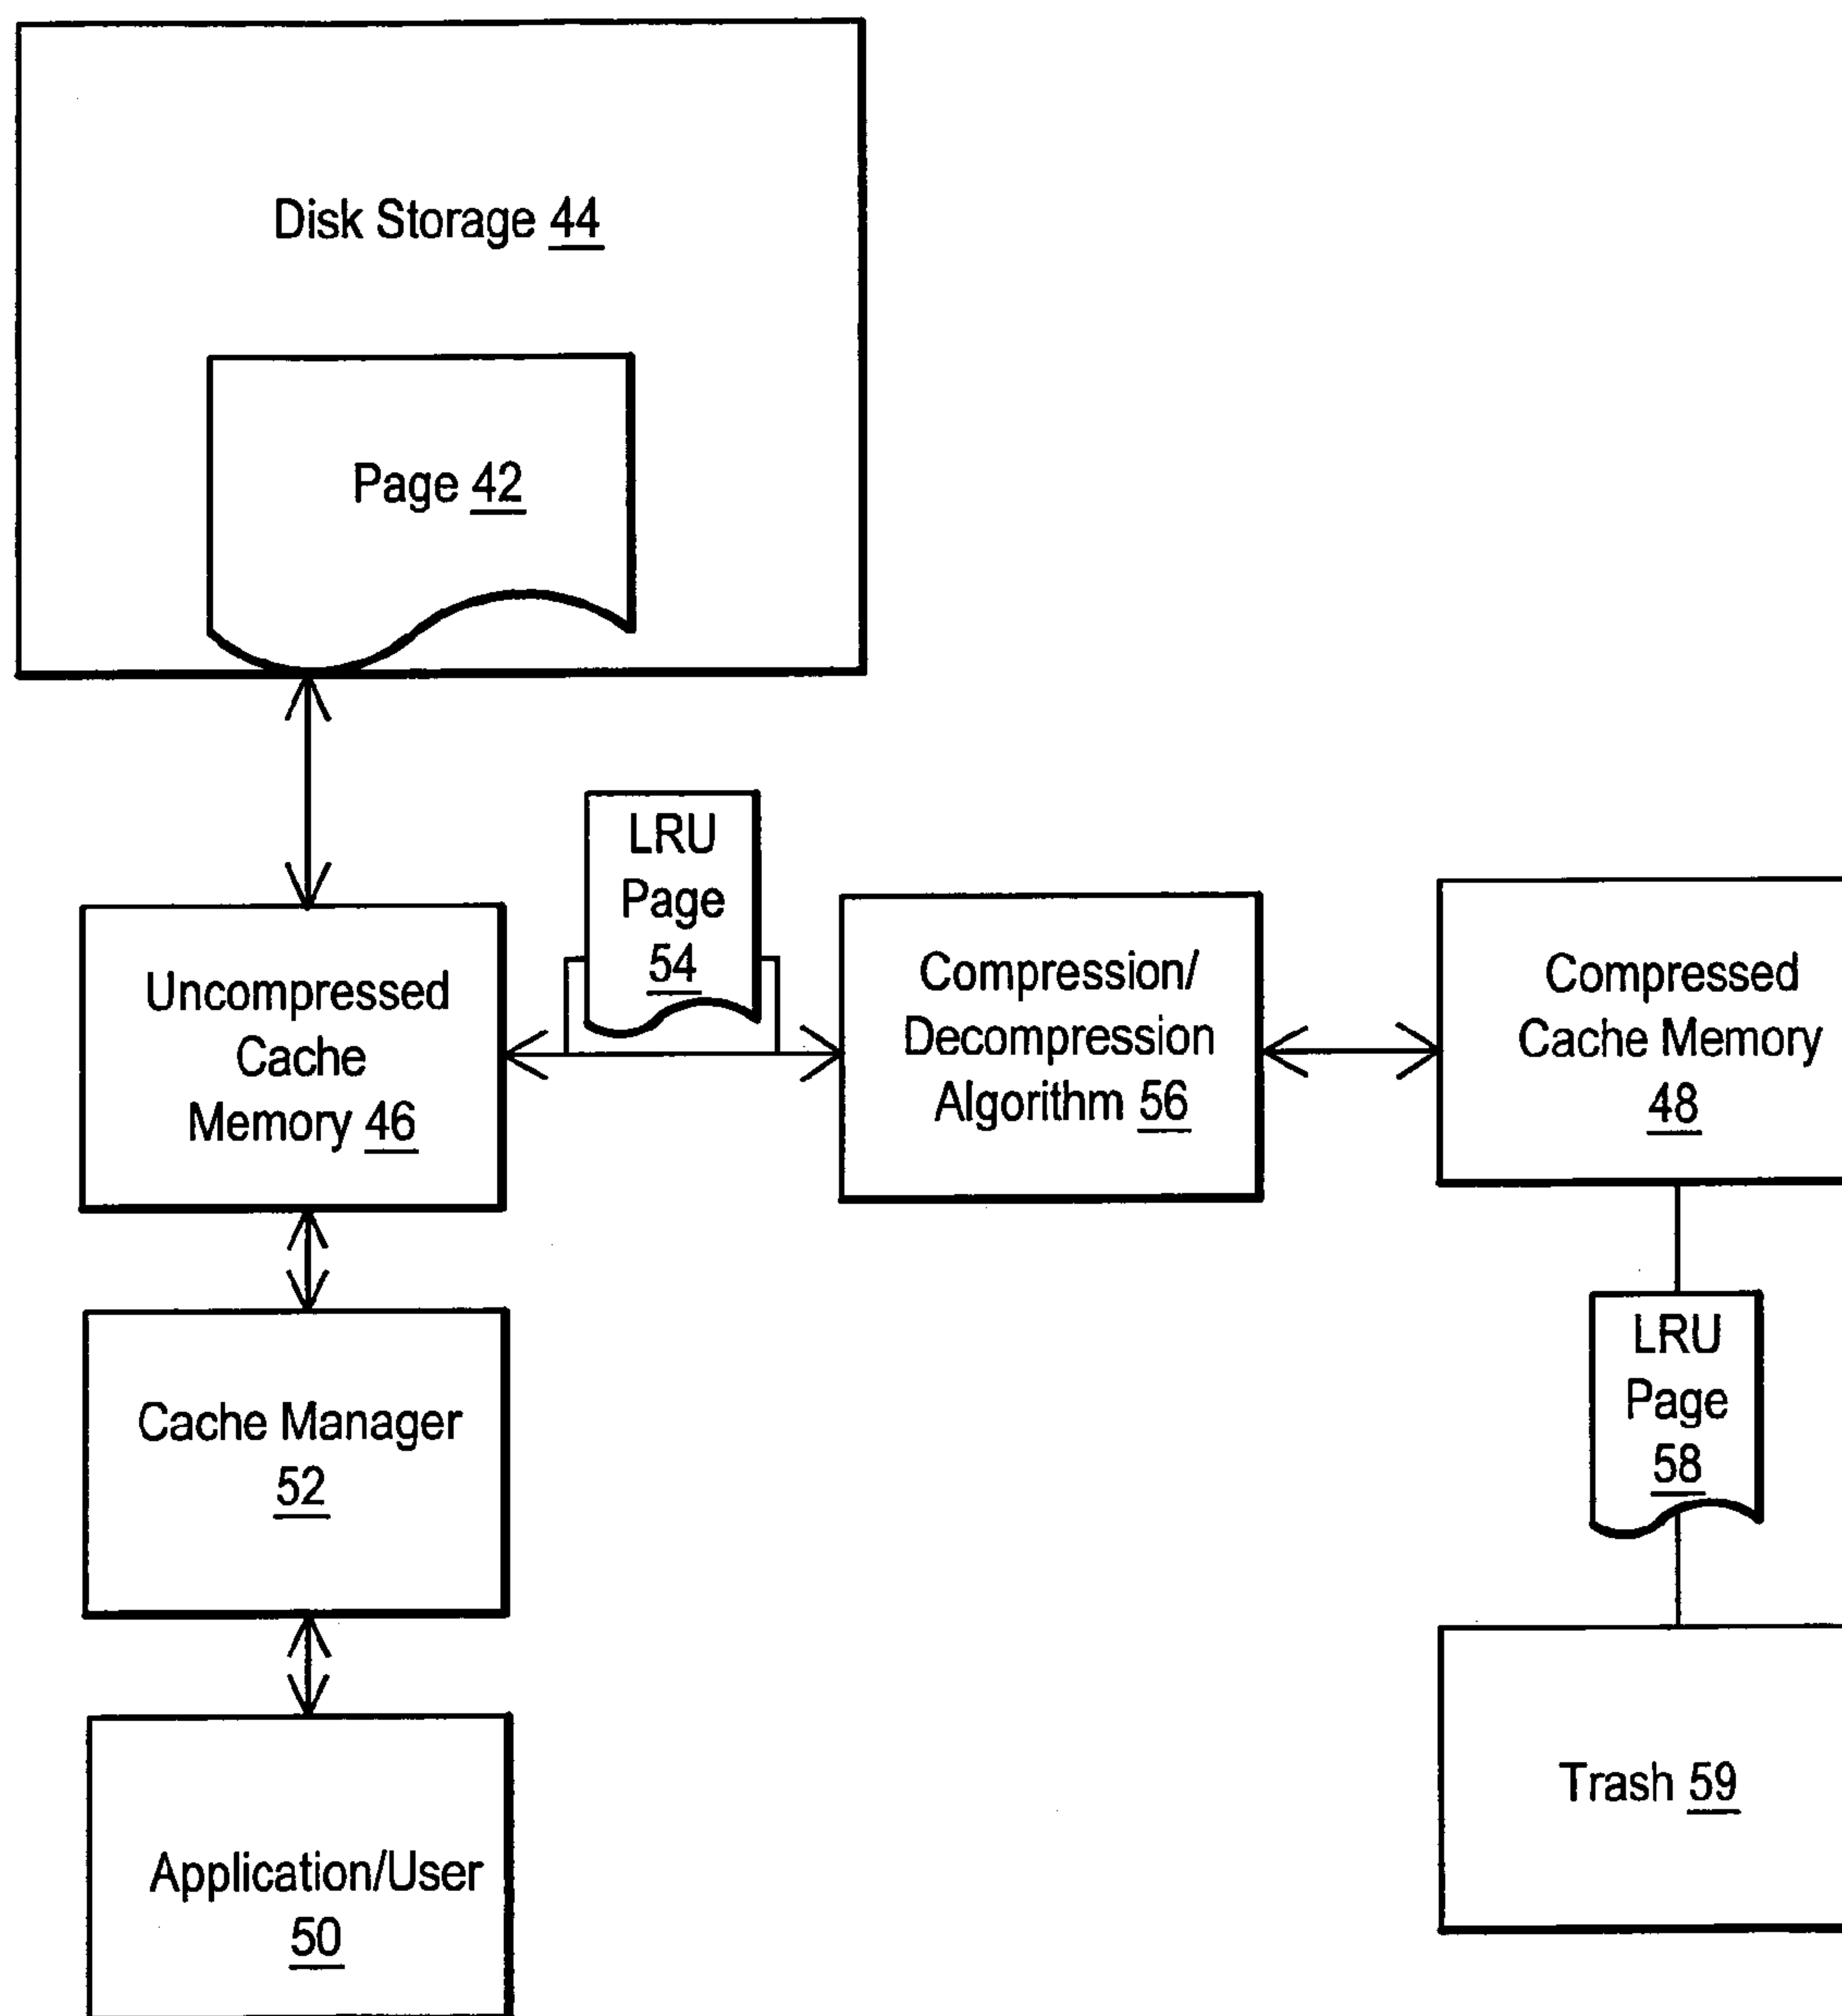 Disk Storage 44
Page 42
LRU
Page
54
Uncompressed
Cache
Memory 46
Compression/
Decompression
Algorithm 56
Compressed
Cache Memory
48
Cache Manager
52
LRU
Page
58
Application/User
50
Trash 59